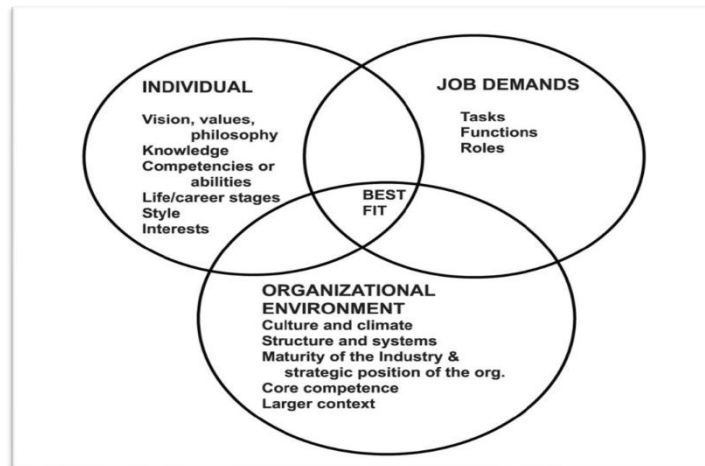 INDIVIDUAL
Vision, values,
philosophy
Knowledge
Competencies or
abilities
Life/career stages
Style
Interests
JOB DEMANDS
Tasks
Functions
Roles
BEST
FIT
ORGANIZATIONAL
ENVIRONMENT
Culture and climate
Structure and systems
Maturity of the Industry &
strategic position of the org.
Core competence
Larger context